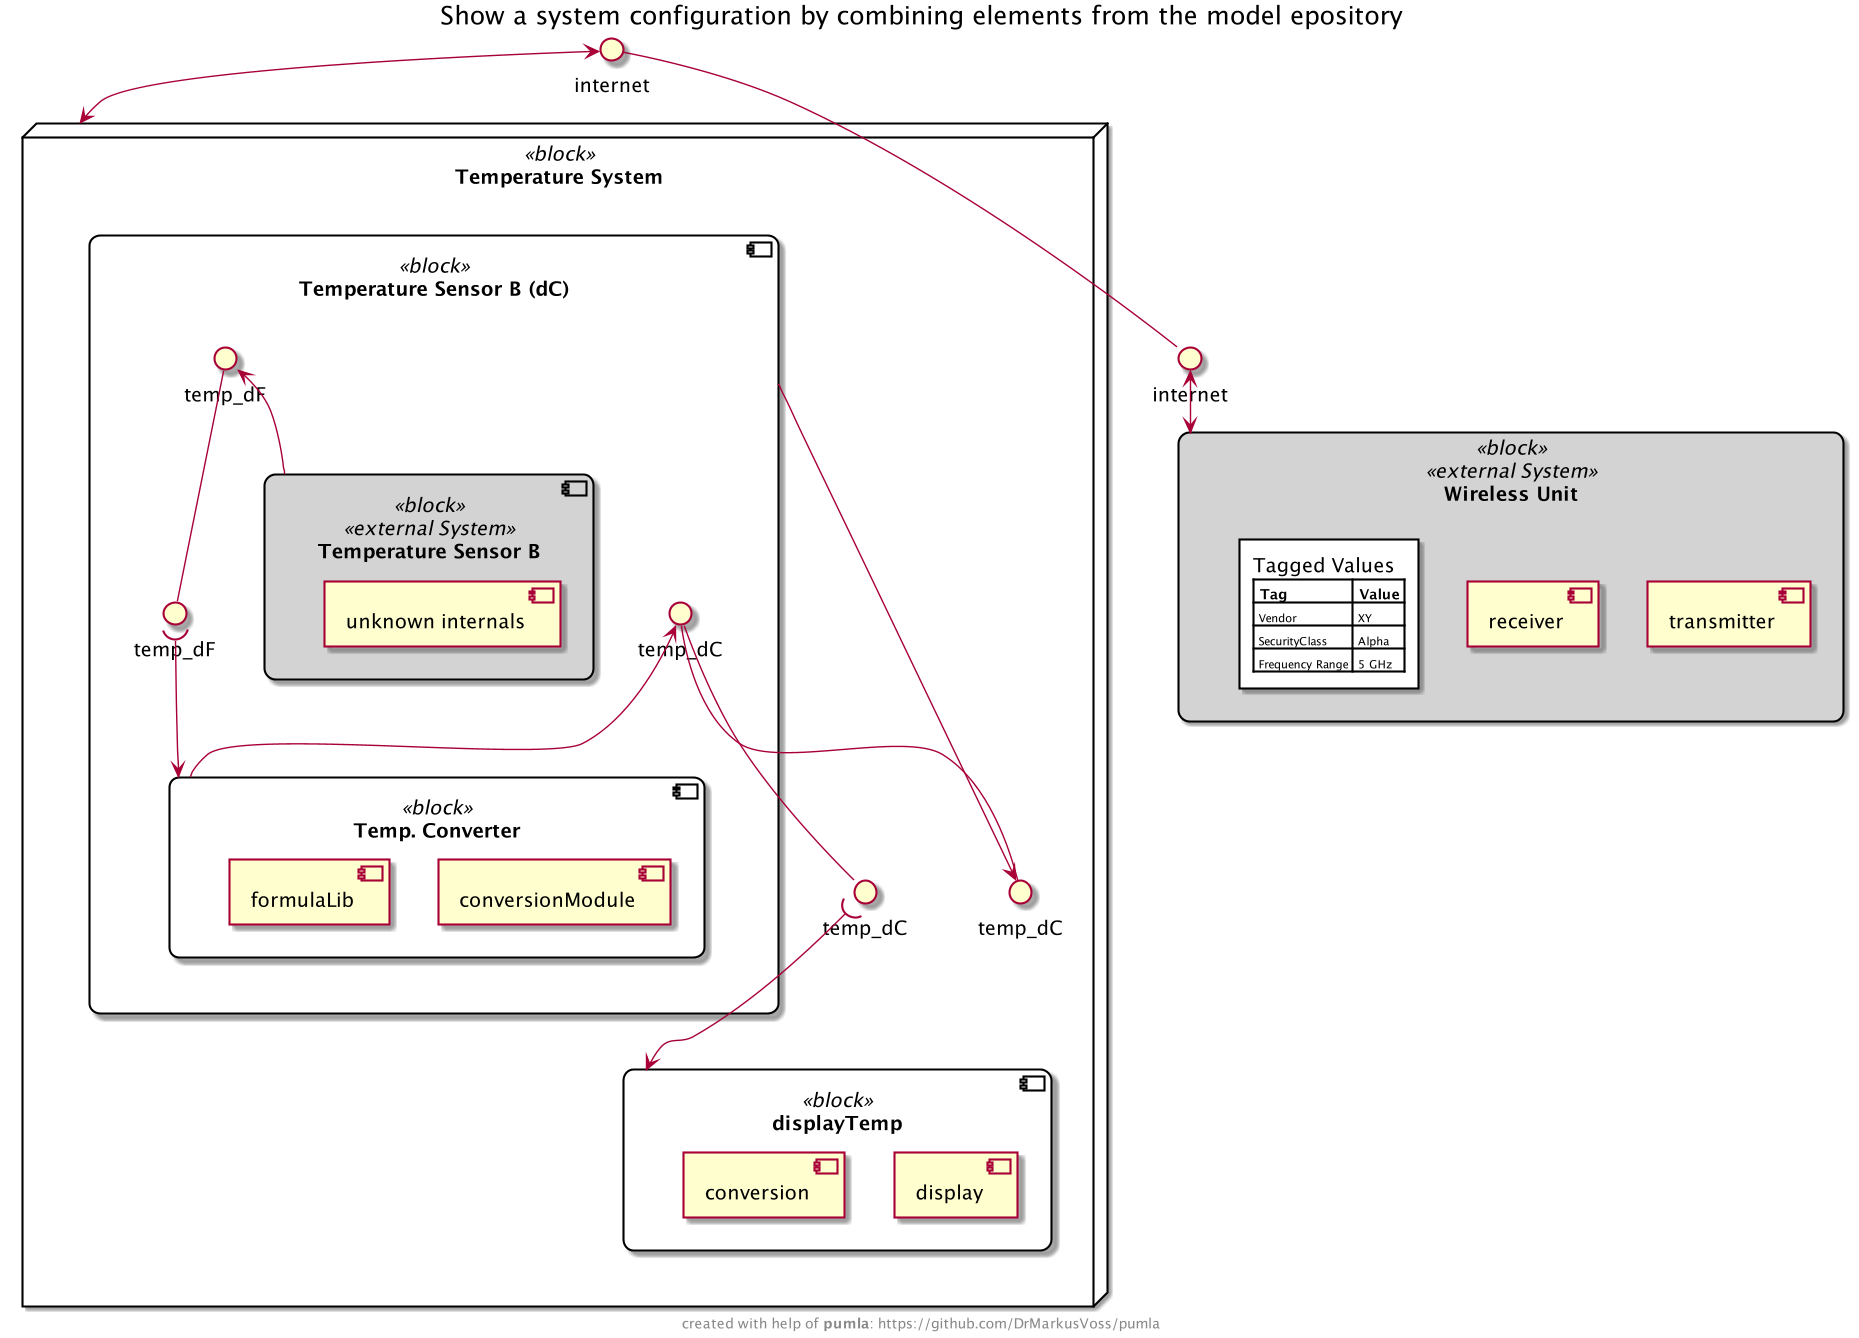 Show a system configuration by combining elements from the model epository
internet
«block»
Temperature System
«block»
Temperature Sensor B (dC)
temp_dF
internet
«block»
«external System»
Wireless Unit
«block»
«external System»
Temperature Sensor B
unknown internals
Tagged Values
Tag Value
Vendor XY
SecurityClass Alpha
Frequency Range 5 GHz
receiver
transmitter
temp_dF
temp_dC
«block»
Temp. Converter
formulaLib
conversionModule
temp_dC
temp_dC
«block»
displayTemp
conversion
display
created with help of pumla: https://github.com/DrMarkusVoss/pumla